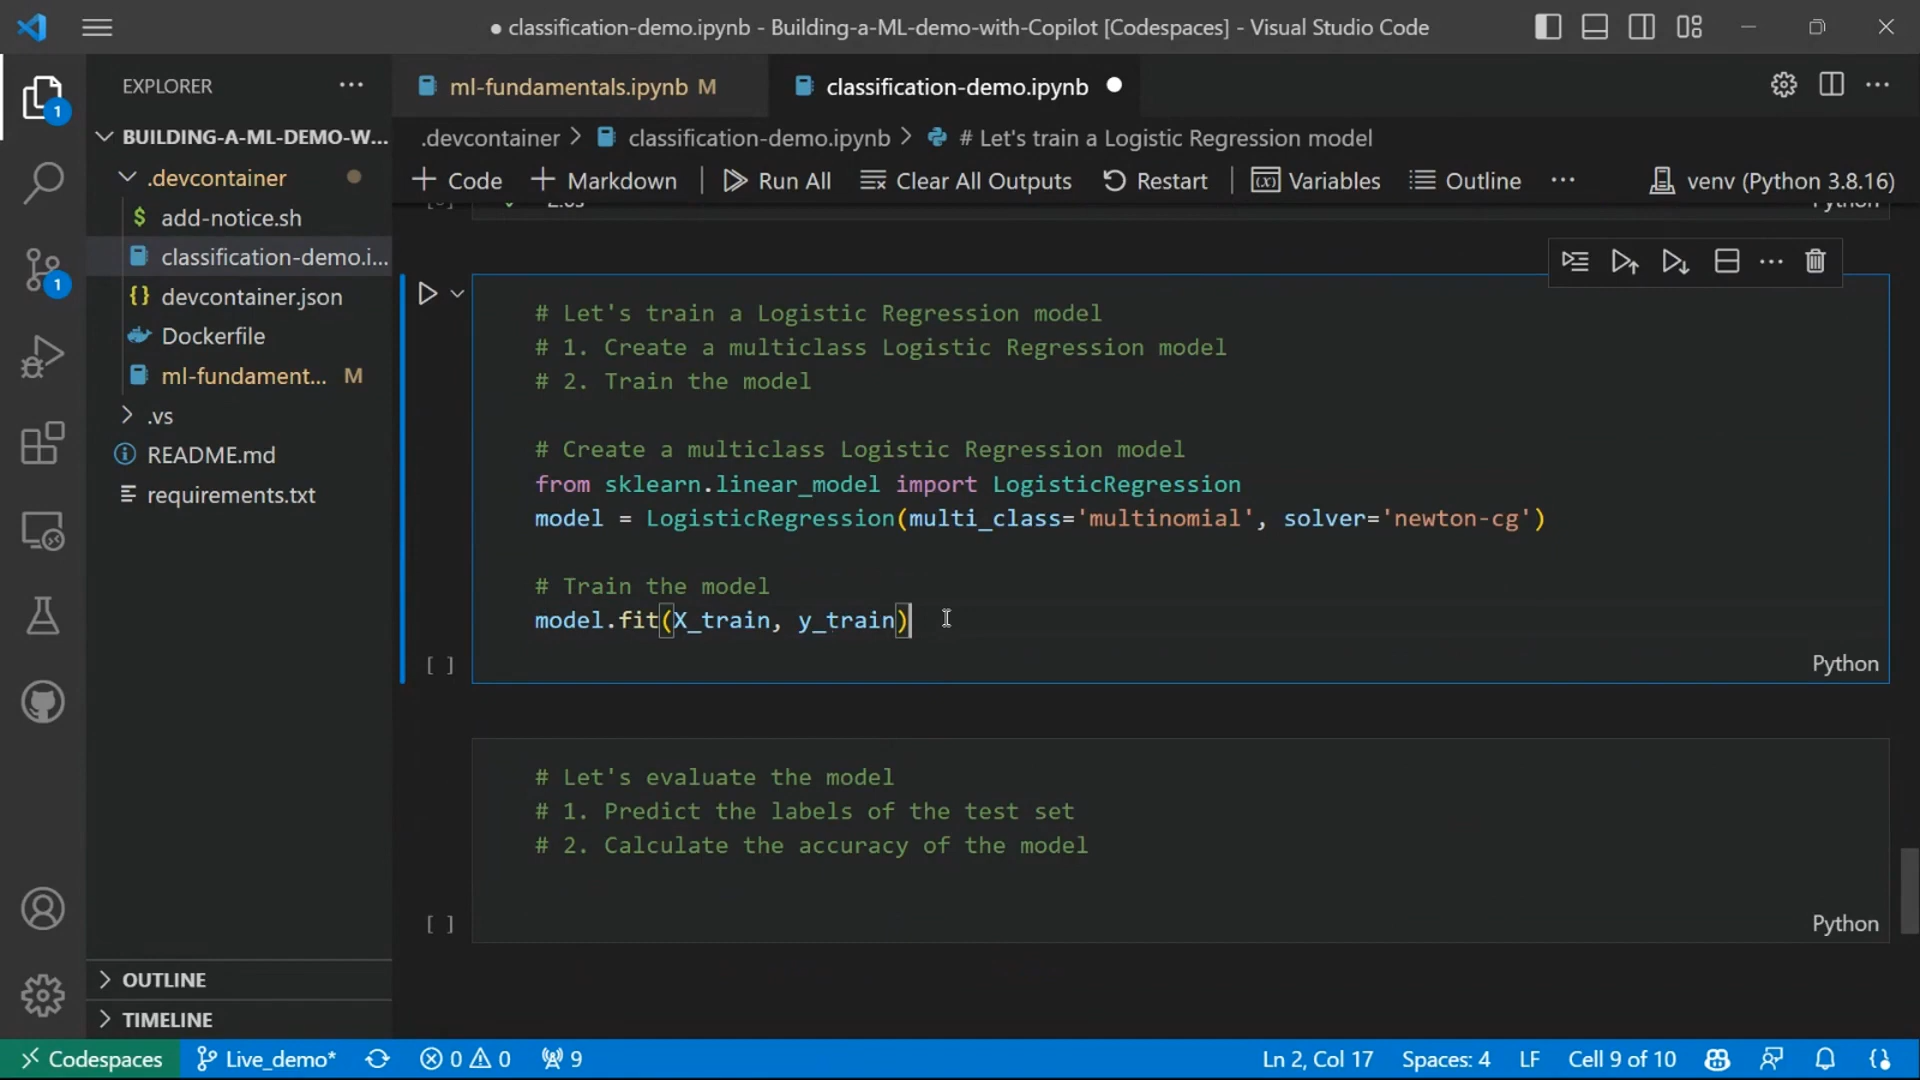 ● classification-demo.ipynb - Building-a-ML-demo-with-Copilot [Codespaces] - Visual Studio Code
EXPLORER
BUILDING-A-ML-DEMO-W...
.devcontainer
add-notice.sh
classification-demo.i...
devcontainer.json
Dockerfile
ml-fundament... M
.vs
README.md
requirements.txt
OUTLINE
TIMELINE
1
1
ml-fundamentals.ipynb M
classification-demo.ipynb
.devcontainer > classification-demo.ipynb > # Let's train a Logistic Regression model
+ Code + Markdown | Run All Clear All Outputs Restart | Variables Outline ... venv (Python 3.8.16)
Python
# Let's train a Logistic Regression model
# 1. Create a multiclass Logistic Regression model
# 2. Train the model
# Create a multiclass Logistic Regression model
from sklearn.linear_model import LogisticRegression
model = LogisticRegression(multi_class='multinomial', solver='newton-cg')
# Train the model
model.fit(X_train, y_train)
[ ] Python
# Let's evaluate the model
# 1. Predict the labels of the test set
# 2. Calculate the accuracy of the model
[ ] Python
Codespaces Live_demo* 0 0 9 Ln 2, Col 17 Spaces: 4 LF Cell 9 of 10